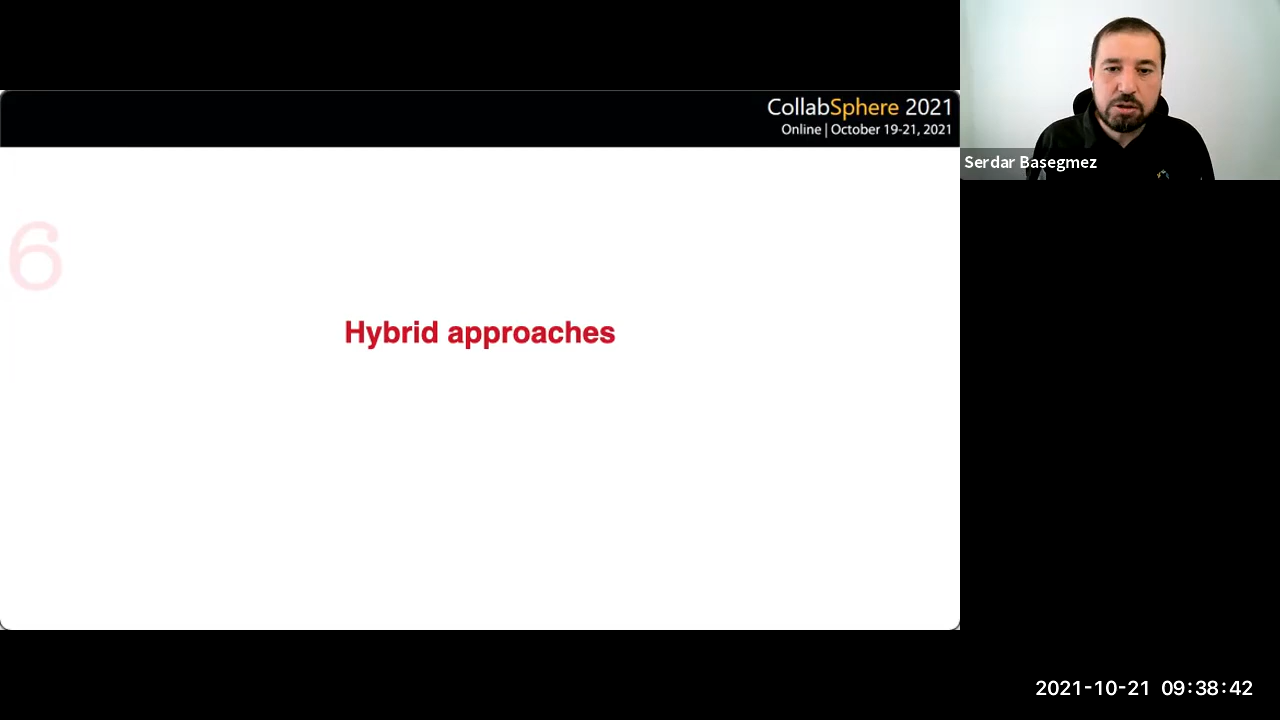 CollabSphere 2021
Online | October 19-21, 2021
Serdar Basegmez
6
Hybrid approaches
2021-10-21 09:38:42